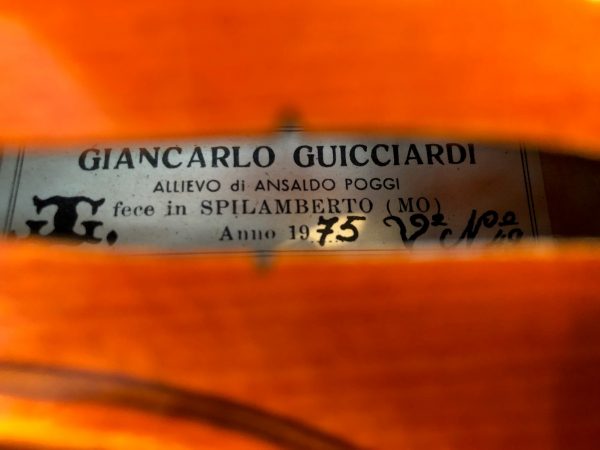 GIANCARLO GUICCIARDI
ALLIEVO di ANSALDO POGGI
fece in SPILAMBERTO (MO)
Anno 1975